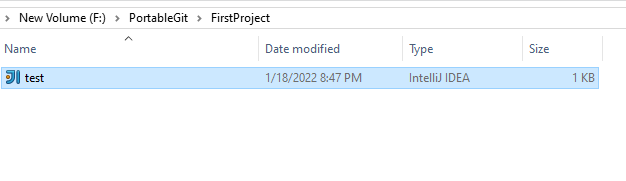 New Volume (F:) > PortableGit > FirstProject
Name Date modified Type Size
test 1/18/2022 8:47 PM IntelliJ IDEA 1 KB